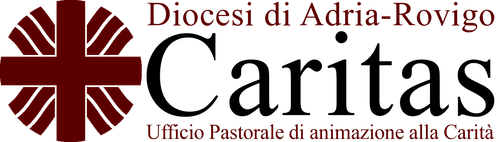 Diocesi di Adria-Rovigo
Caritas
Ufficio Pastorale di animazione alla Carità